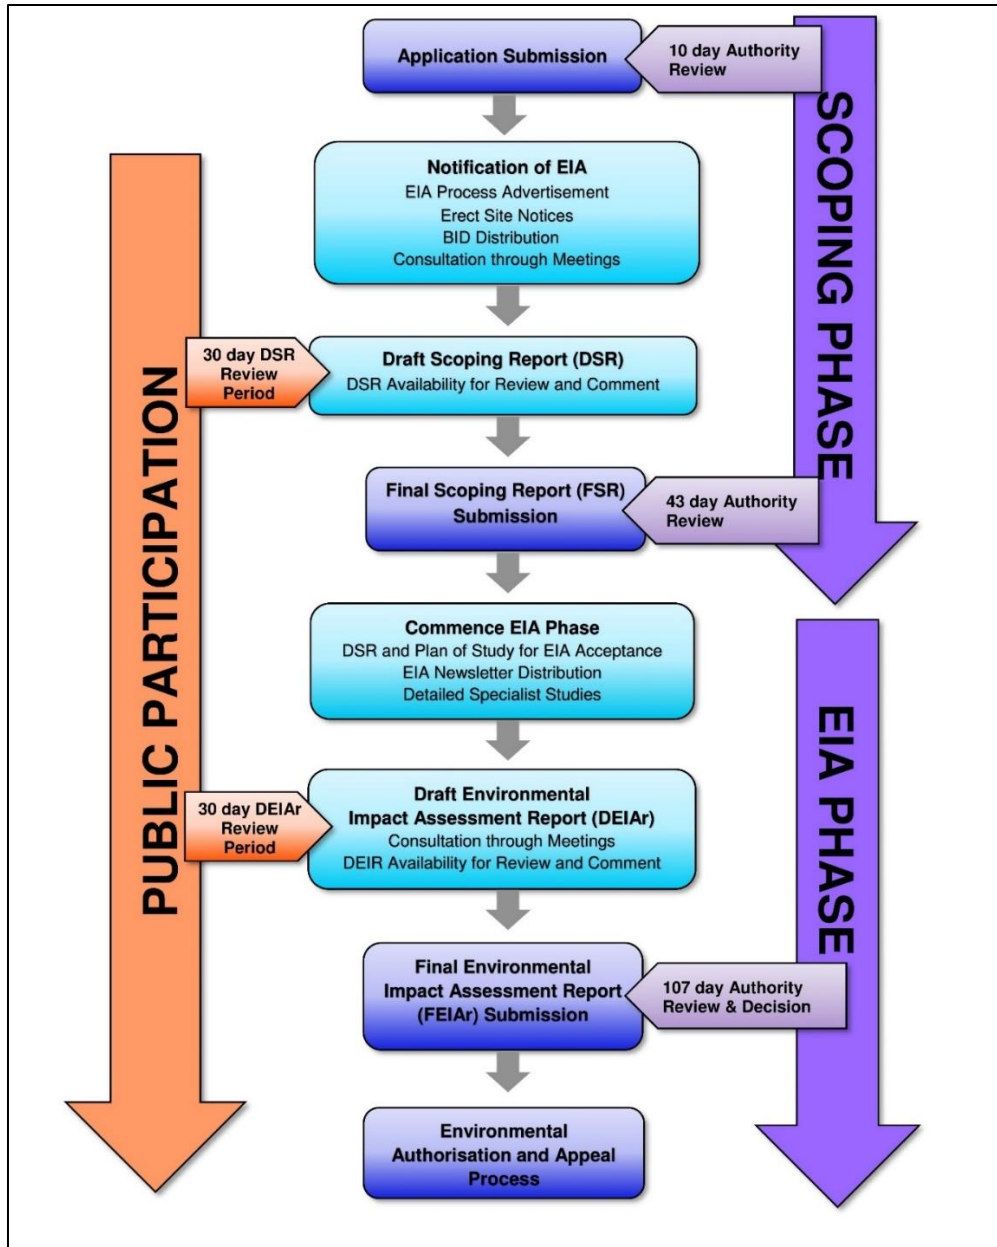 Application Submission
10 day Authority
Review
SCOPING PHASE
Notification of EIA
EIA Process Advertisement
Erect Site Notices
BID Distribution
Consultation through Meetings
PUBLIC PARTICIPATION
30 day DSR
Review
Period
Draft Scoping Report (DSR)
DSR Availability for Review and Comment
Final Scoping Report (FSR)
Submission
43 day Authority
Review
Commence EIA Phase
DSR and Plan of Study for EIA Acceptance
EIA Newsletter Distribution
Detailed Specialist Studies
EIA PHASE
30 day DEIAr
Review
Period
Draft Environmental
Impact Assessment Report (DEIAr)
Consultation through Meetings
DEIR Availability for Review and Comment
Final Environmental
Impact Assessment Report
(FEIAr) Submission
107 day Authority
Review & Decision
Environmental
Authorisation and Appeal
Process